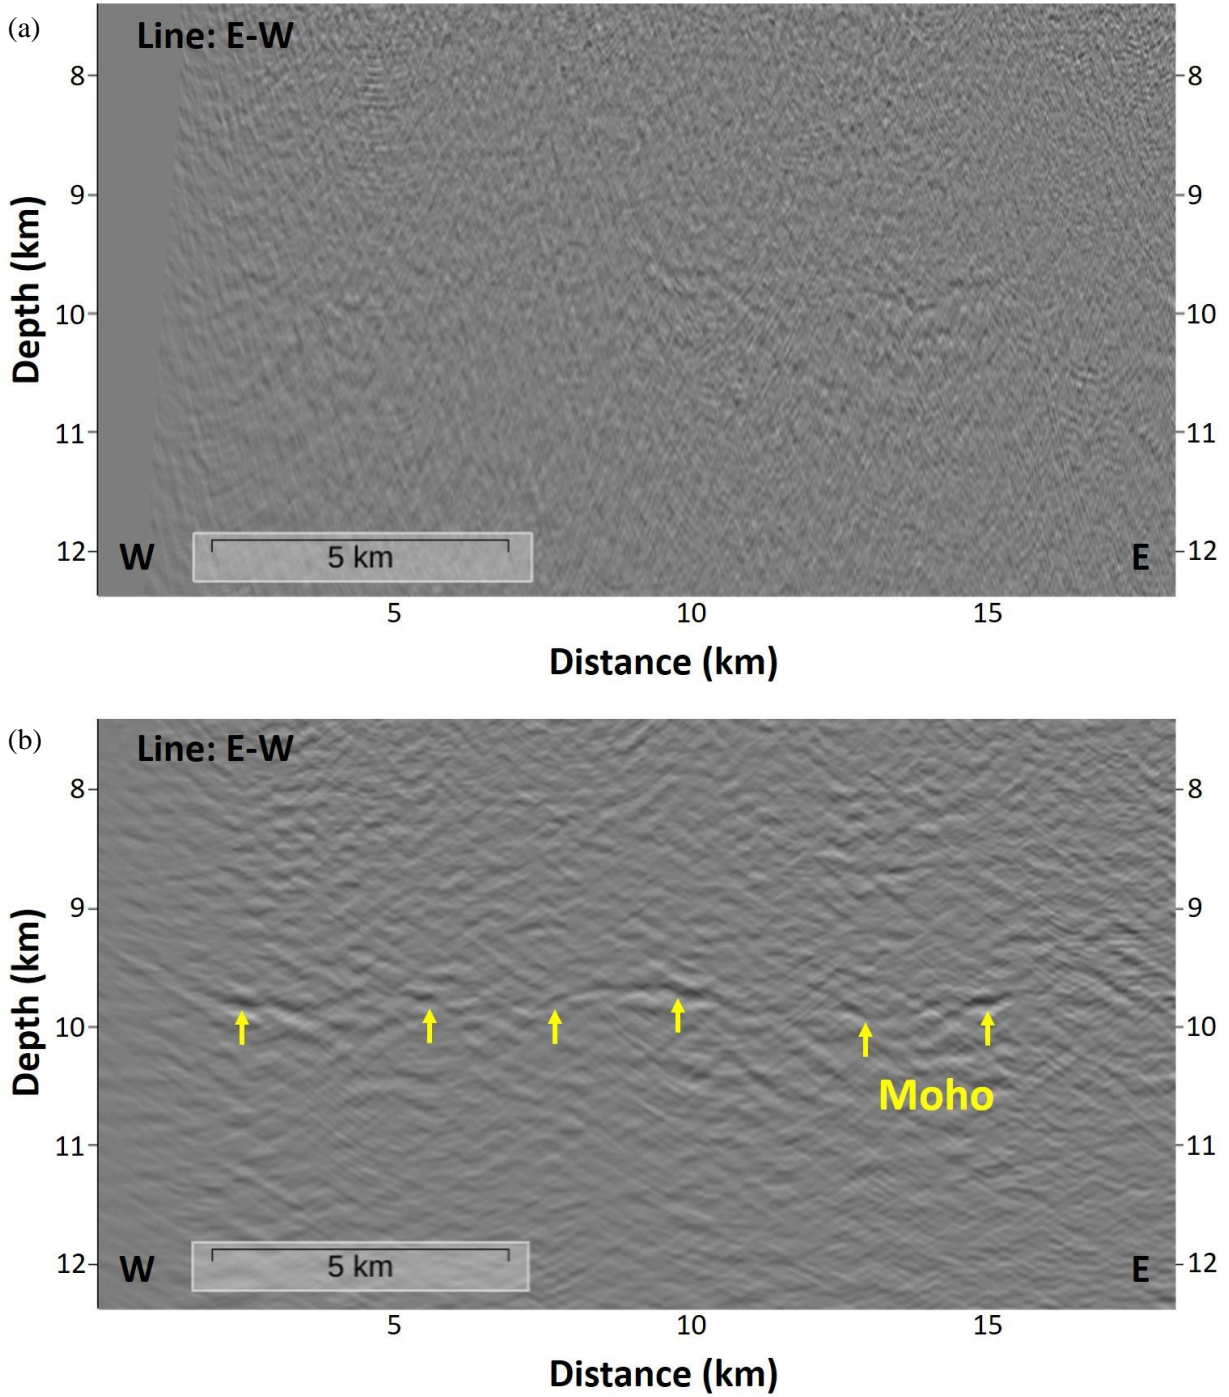 (a)
Line: E-W
8 8
9 9
10 10
11 11
12 12
Depth (km)
W 5 km E
5 10 15
Distance (km)
(b)
Line: E-W
8 8
9 9
10 10
11 11
12 12
Depth (km)
Moho
W 5 km E
5 10 15
Distance (km)